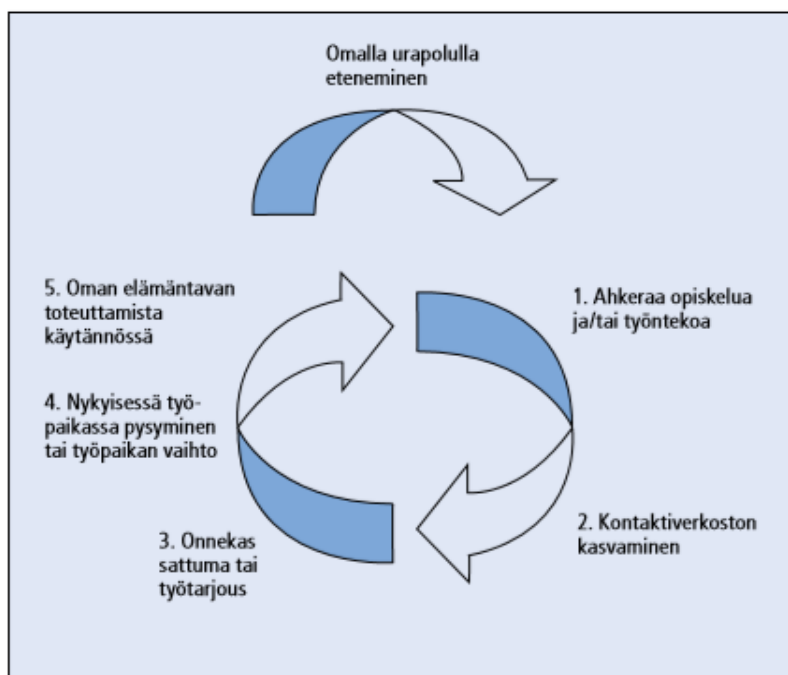 Omalla urapolulla
eteneminen
1. Ahkeraa opiskelua
ja/tai työntekoa
2. Kontaktiverkoston
kasvaminen
3. Onnekas
sattuma tai
työtarjous
4. Nykyisessä työ-
paikassa pysyminen
tai työpaikan vaihto
5. Oman elämäntavan
toteuttamista
käytännössä